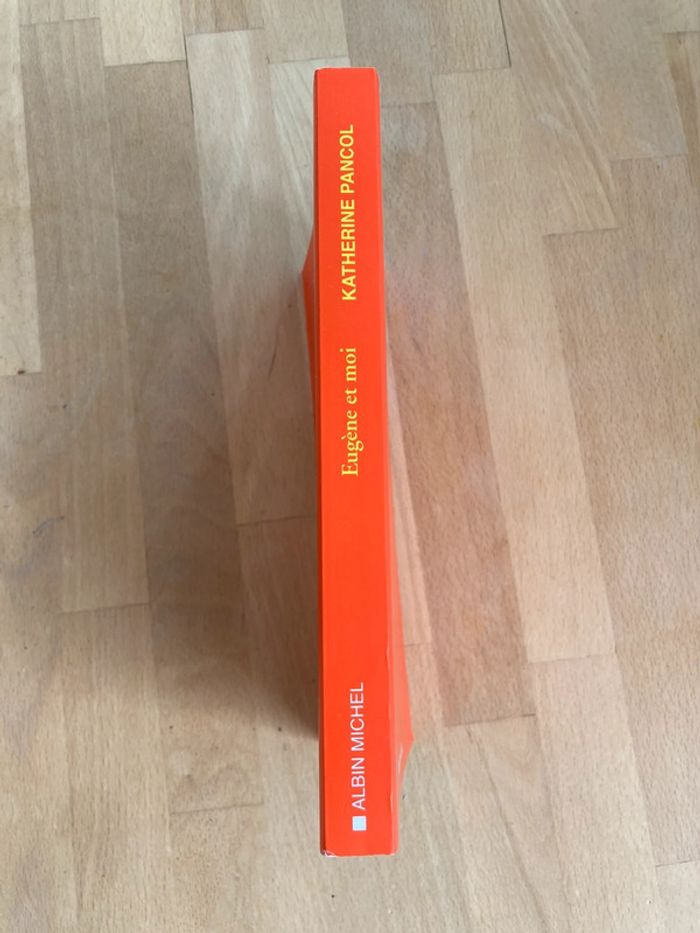 KATHERINE PANCOL
Eugène et moi
ALBIN MICHEL